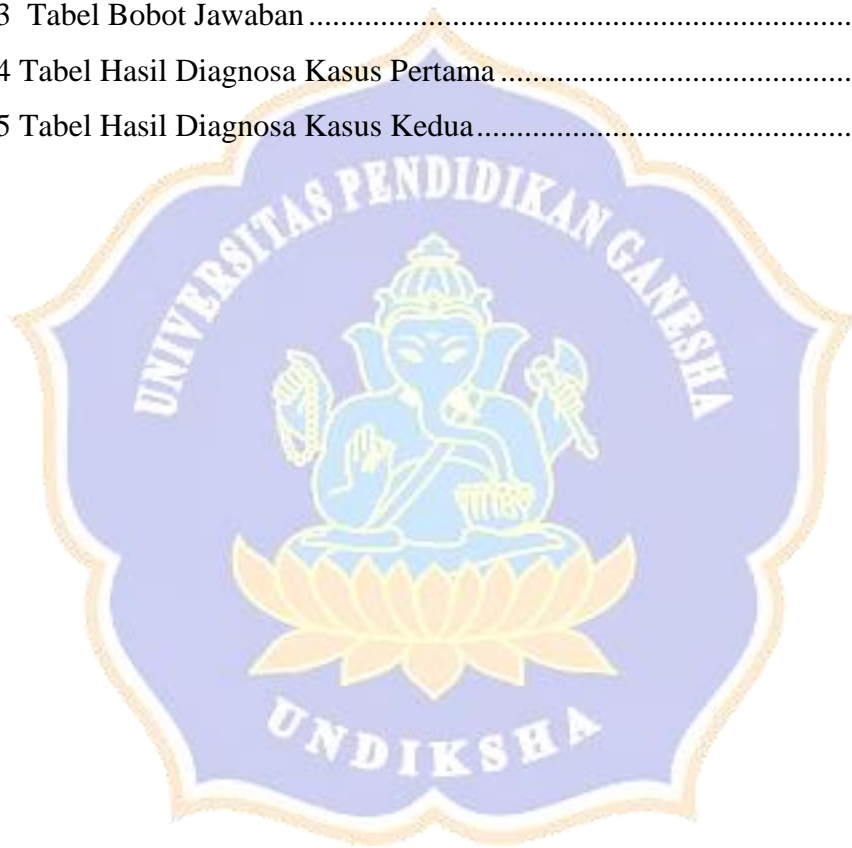 3  Tabel Bobot Jawaban........................................................................
4 Tabel Hasil Diagnosa Kasus Pertama..............................................
5 Tabel Hasil Diagnosa Kasus Kedua.................................................
UNIVERSITAS PENDIDIKAN GANESHA
UNDIKSHA